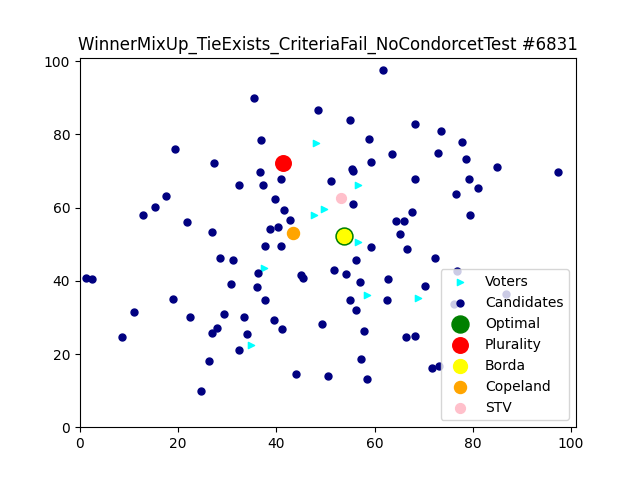 WinnerMixUp_TieExists_CriteriaFail_NoCondorcetTest #6831
100
80
60
40
20
0
0 20 40 60 80 100
Voters
Candidates
Optimal
Plurality
Borda
Copeland
STV